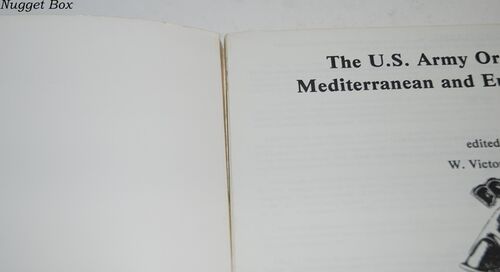 Nugget Box
The U.S. Army Or
Mediterranean and E
edited
W. Victo